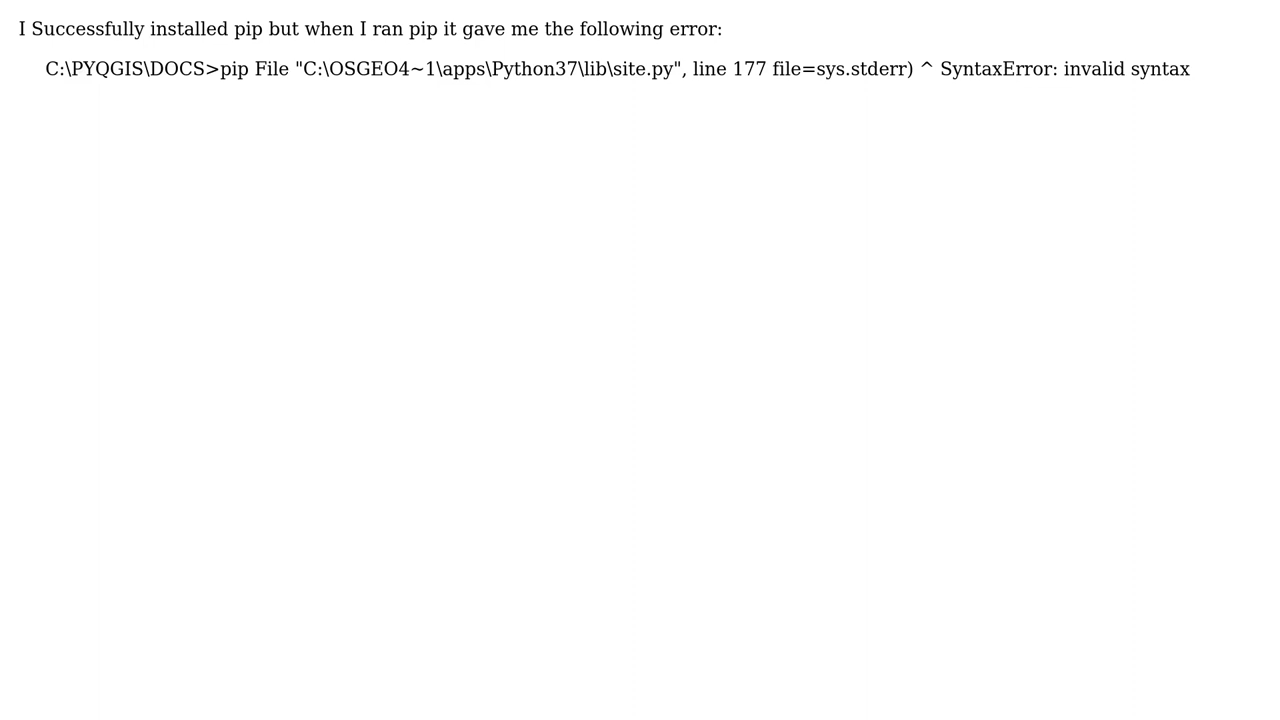 I Successfully installed pip but when I ran pip it gave me the following error:
C:\PYQGIS\DOCS>pip File "C:\OSGEO4~1\apps\Python37\lib\site.py", line 177 file=sys.stderr) ^ SyntaxError: invalid syntax